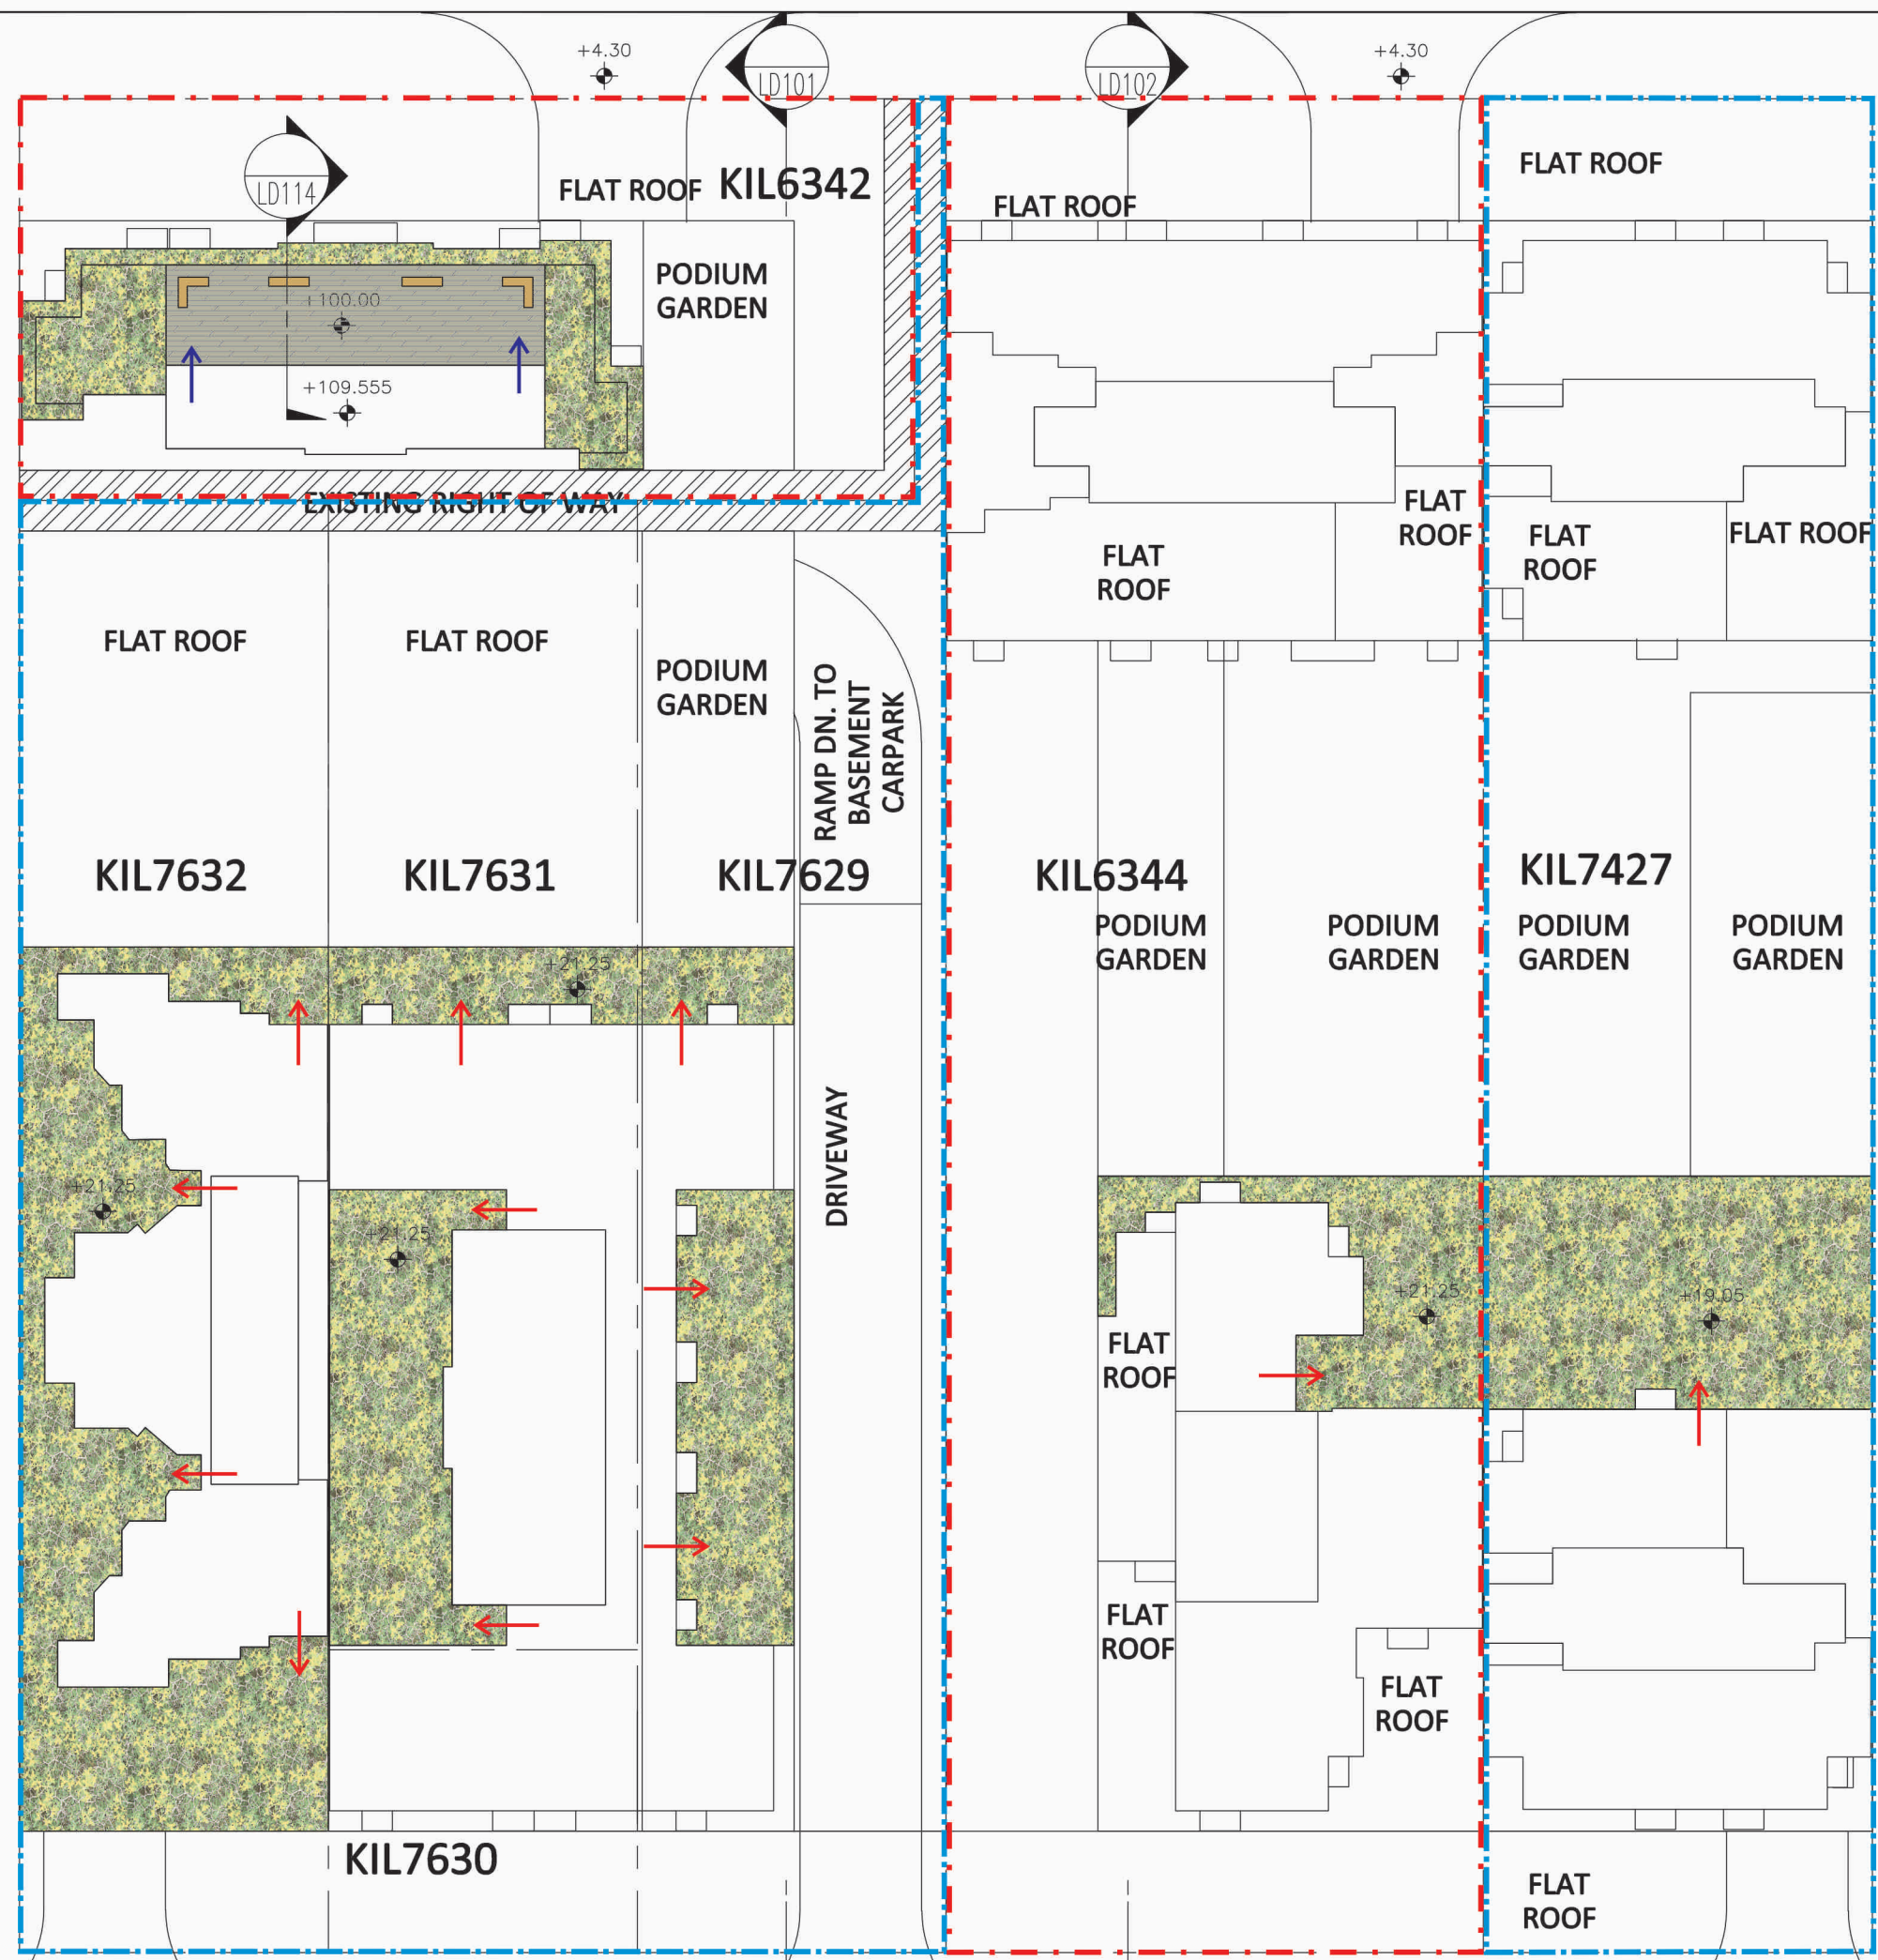 +4.30
LD101
LD102
+4.30
LD114
FLAT ROOF
KIL6342
FLAT ROOF
FLAT ROOF
PODIUM
GARDEN
+100.00
+109.555
EXISTING RIGHT OF WAY
FLAT
ROOF
FLAT
ROOF
FLAT
ROOF
FLAT ROOF
FLAT ROOF
FLAT ROOF
PODIUM
GARDEN
RAMP DN. TO
BASEMENT
CARPARK
KIL7632
KIL7631
KIL7629
KIL6344
KIL7427
PODIUM
GARDEN
PODIUM
GARDEN
PODIUM
GARDEN
PODIUM
GARDEN
+21.25
DRIVEWAY
+21.25
+21.25
+21.25
+19.05
FLAT
ROOF
FLAT
ROOF
FLAT
ROOF
KIL7630
FLAT
ROOF